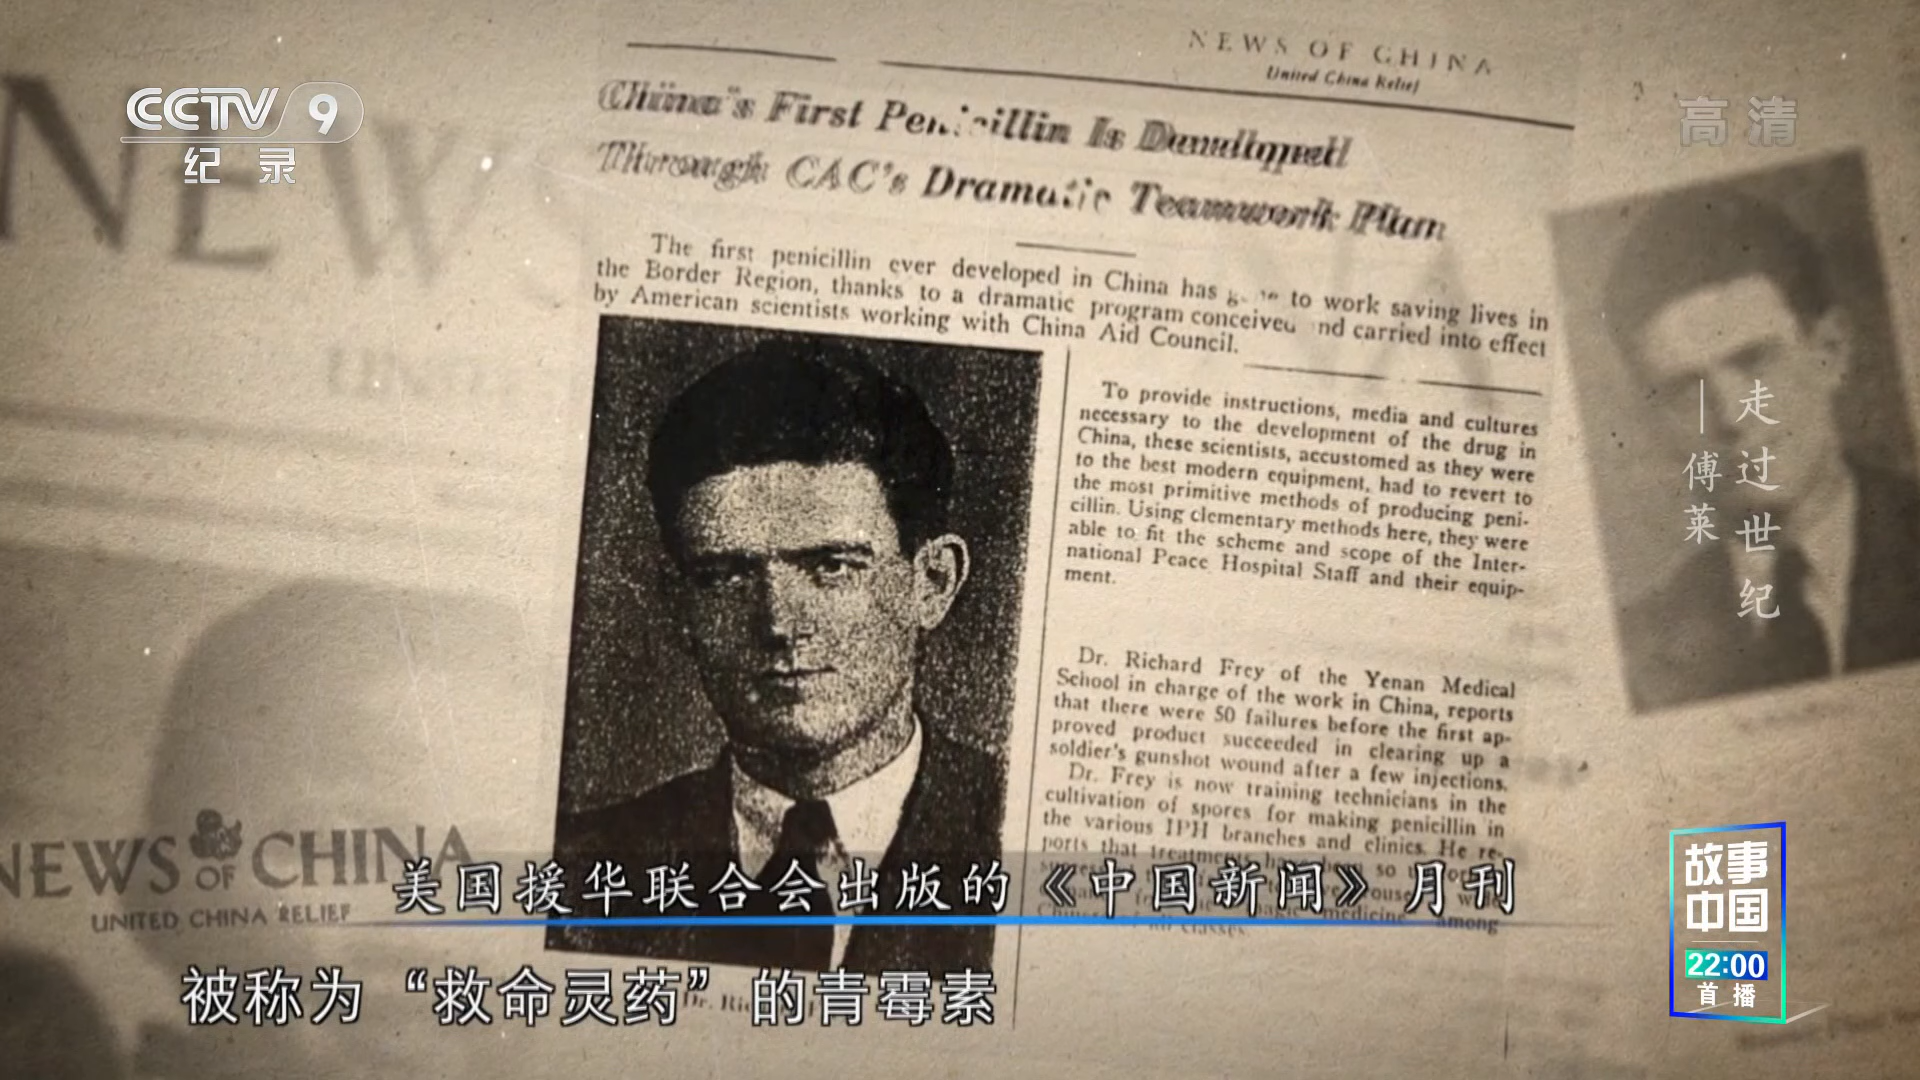 CCTV 9
纪录
高清
NEWS
NEWS OF CHINA
United China Relief
China's First Penicillin Is Developed
Through CAC's Dramatic Teamwork Plan
The first penicillin ever developed in China has to work saving lives in
the Border Region, thanks to a dramatic program conceived and carried into effect
by American scientists working with China Aid Council.
To provide instructions, media and cultures
necessary to the development of the drug in
China, these scientists, accustomed as they were
to the best modern equipment, had to revert to
the most primitive methods of producing peni-
cillin. Using elementary methods here, they were
able to fit the scheme and scope of the Inter-
national Peace Hospital Staff and their equip-
ment.
Dr. Richard Frey of the Yenan Medical
School in charge of the work in China, reports
that there were 50 failures before the first ap-
proved product succeeded in clearing up a
soldier's gunshot wound after a few injections.
Dr. Frey is now training technicians in the
cultivation of spores for making penicillin in
the various IPH branches and clinics. He re-
ports that treatments
medicine among
走过世纪
—傅莱
NEWS OF CHINA
UNITED CHINA RELIEF
美国援华联合会出版的《中国新闻》月刊
被称为“救命灵药”的青霉素
故事
中国
22:00
首播